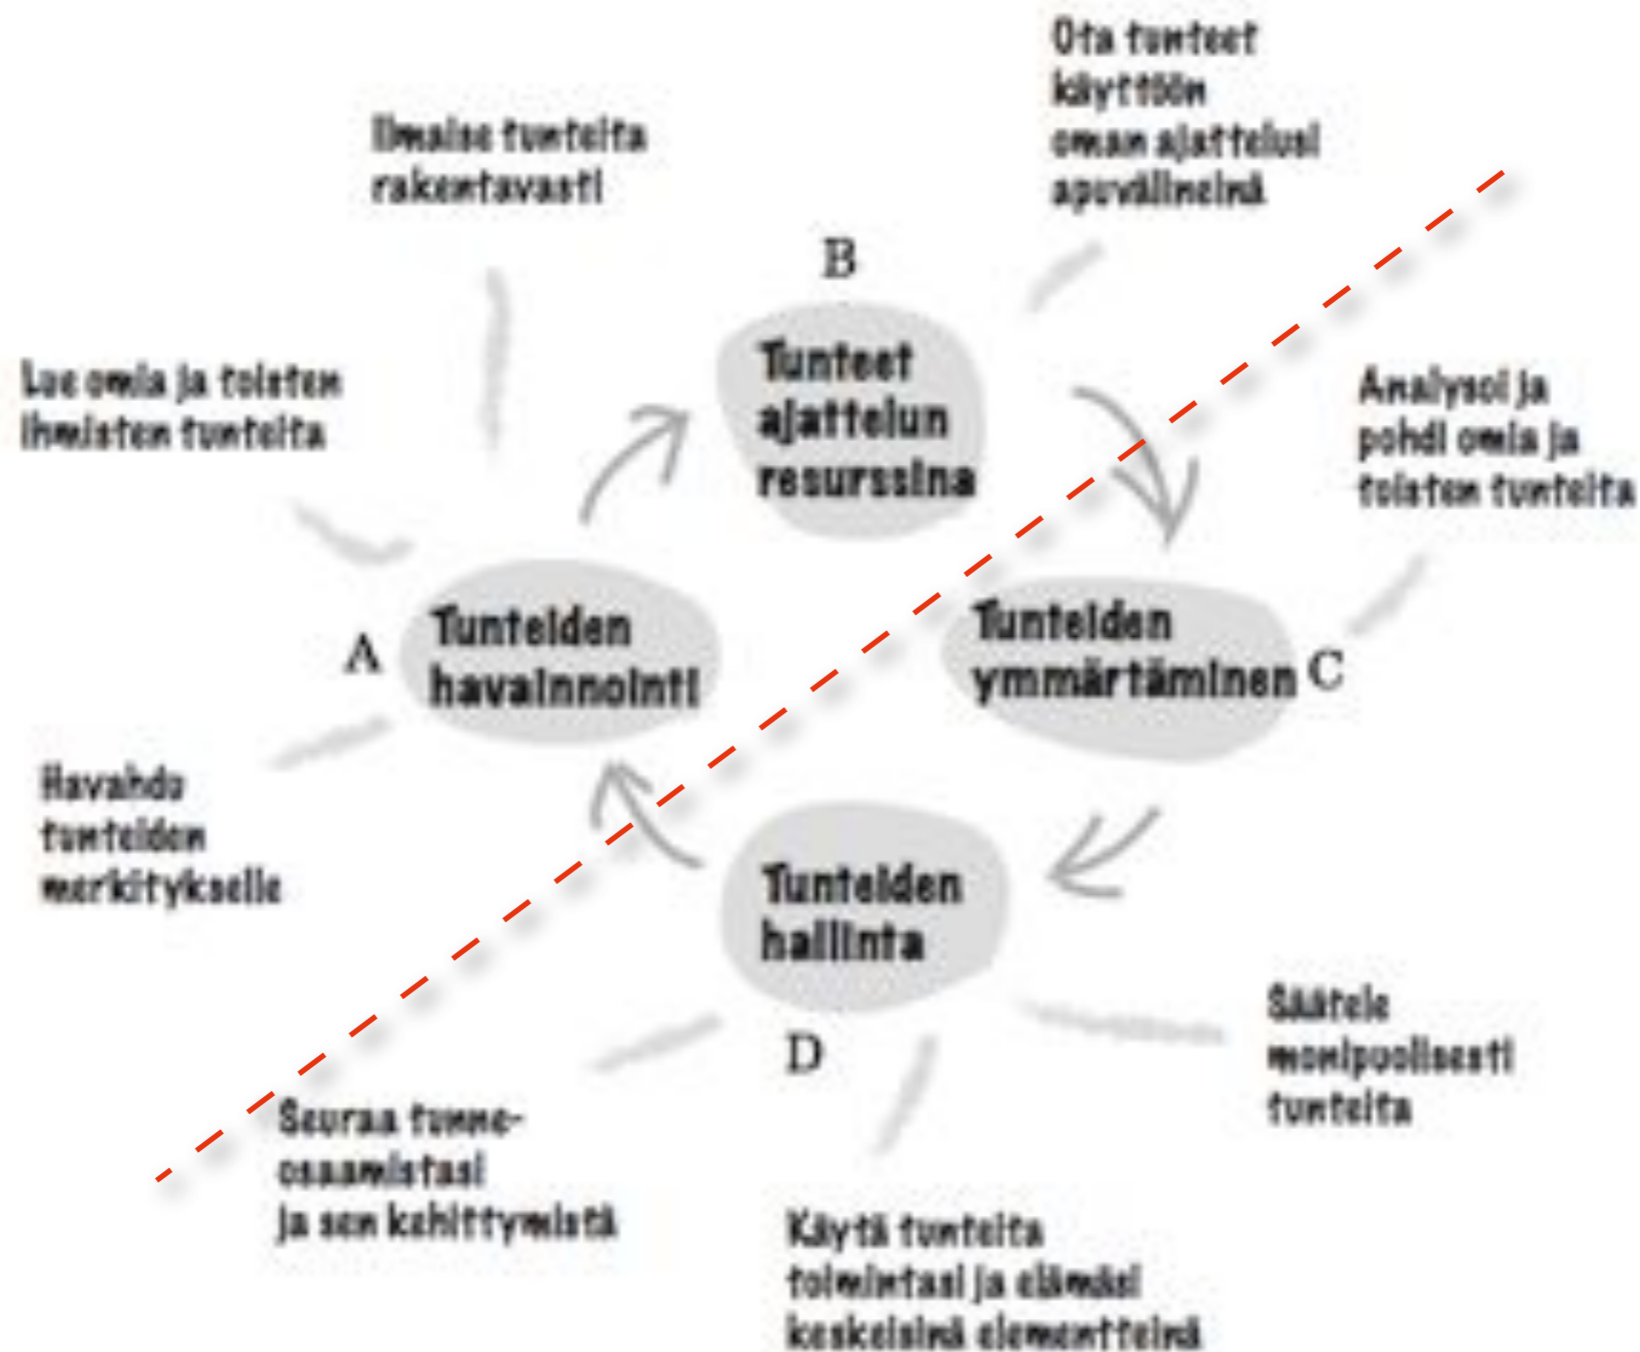 Ota tunteet
käyttöön
oman ajattelusi
apuvälineinä
Ilmaise tunteita
rakentavasti
B
Tunteet
ajattelun
resurssina
Lue omia ja toisten
ihmisten tunteita
Analysoi ja
pohdi omia ja
toisten tunteita
A
Tunteiden
havainnointi
Tunteiden
ymmärtäminen
C
Havahdu
tunteiden
merkitykselle
Tunteiden
hallinta
D
Säätele
monipuolisesti
tunteita
Seuraa tunne-
osaamistasi
ja sen kehittymistä
Käytä tunteita
toimintasi ja elämäsi
keskeisinä elementteinä